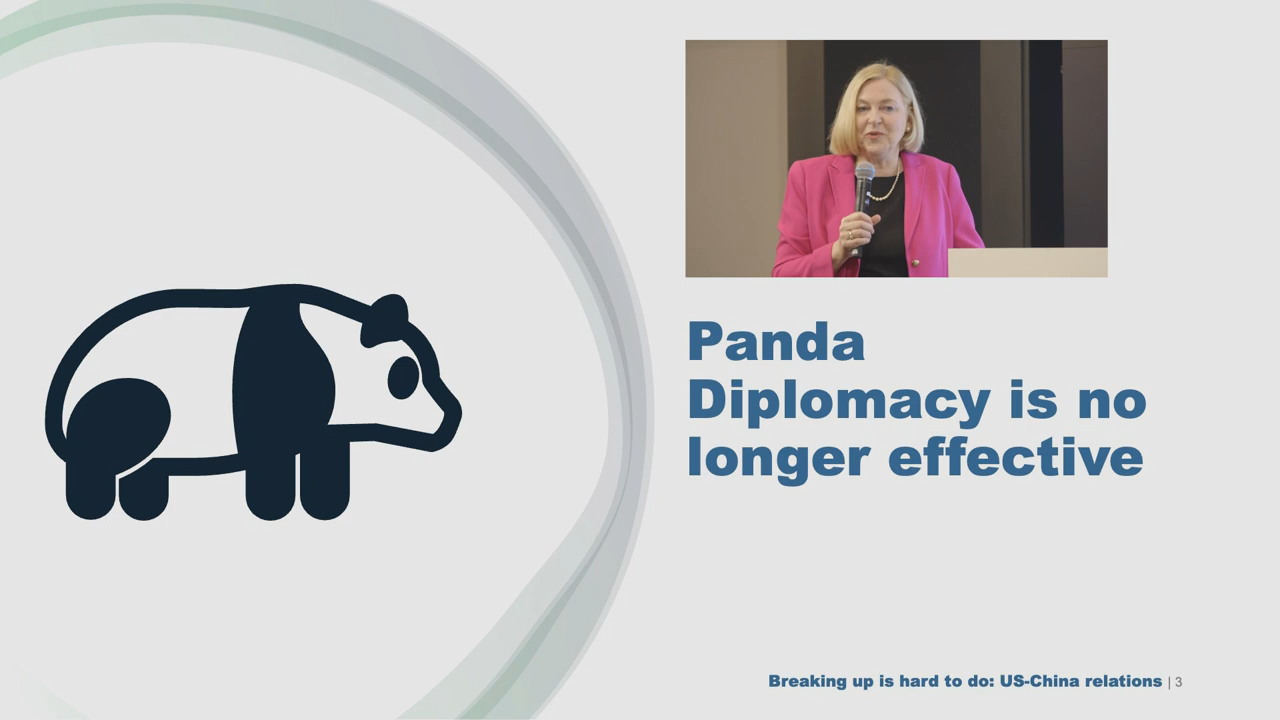 Panda
Diplomacy is no
longer effective
Breaking up is hard to do: US-China relations | 3